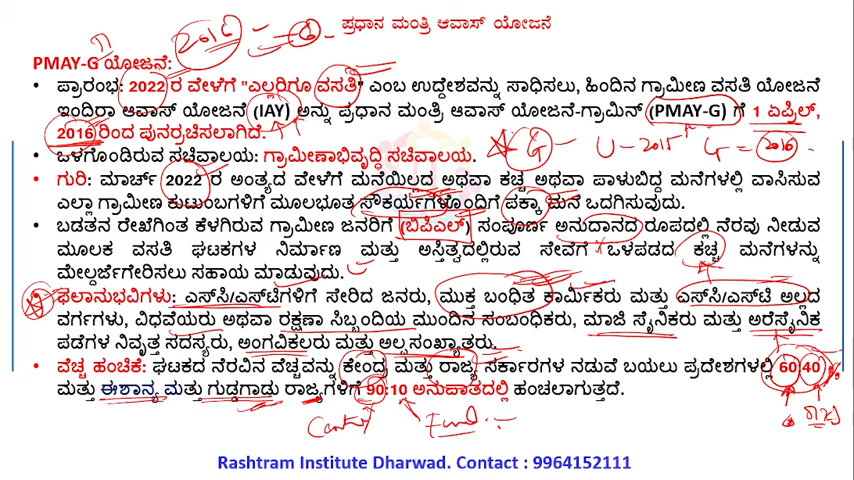 ಪ್ರಧಾನ ಮಂತ್ರಿ ಆವಾಸ್ ಯೋಜನೆ
2016
G
PMAY-G ಯೋಜನೆ:
• ಪ್ರಾರಂಭ: 2022 ರ ವೇಳೆಗೆ "ಎಲ್ಲರಿಗೂ ವಸತಿ" ಎಂಬ ಉದ್ದೇಶವನ್ನು ಸಾಧಿಸಲು, ಹಿಂದಿನ ಗ್ರಾಮೀಣ ವಸತಿ ಯೋಜನೆ
ಇಂದಿರಾ ಆವಾಸ್ ಯೋಜನೆ (IAY) ಅನ್ನು ಪ್ರಧಾನ ಮಂತ್ರಿ ಆವಾಸ್ ಯೋಜನೆ-ಗ್ರಾಮಿನ್ (PMAY-G) ಗೆ 1 ಏಪ್ರಿಲ್,
2016 ರಿಂದ ಪುನರ್ರಚಿಸಲಾಗಿದೆ.
• ಒಳಗೊಂಡಿರುವ ಸಚಿವಾಲಯ: ಗ್ರಾಮೀಣಾಭಿವೃದ್ಧಿ ಸಚಿವಾಲಯ.
G – U – 2015 G = 2016
• ಗುರಿ: ಮಾರ್ಚ್ 2022 ರ ಅಂತ್ಯದ ವೇಳೆಗೆ ಮನೆಯಿಲ್ಲದ ಅಥವಾ ಕಚ್ಚ ಅಥವಾ ಪಾಳುಬಿದ್ದ ಮನೆಗಳಲ್ಲಿ ವಾಸಿಸುವ
ಎಲ್ಲಾ ಗ್ರಾಮೀಣ ಕುಟುಂಬಗಳಿಗೆ ಮೂಲಭೂತ ಸೌಕರ್ಯಗಳೊಂದಿಗೆ ಪಕ್ಕಾ ಮನೆ ಒದಗಿಸುವುದು.
• ಬಡತನ ರೇಖೆಗಿಂತ ಕೆಳಗಿರುವ ಗ್ರಾಮೀಣ ಜನರಿಗೆ (ಬಿಪಿಎಲ್) ಸಂಪೂರ್ಣ ಅನುದಾನದ ರೂಪದಲ್ಲಿ ನೆರವು ನೀಡುವ
ಮೂಲಕ ವಸತಿ ಘಟಕಗಳ ನಿರ್ಮಾಣ ಮತ್ತು ಅಸ್ತಿತ್ವದಲ್ಲಿರುವ ಸೇವೆಗೆ ಒಳಪಡದ ಕಚ್ಚ ಮನೆಗಳನ್ನು
ಮೇಲ್ದರ್ಜೆಗೇರಿಸಲು ಸಹಾಯ ಮಾಡುವುದು.
• ಫಲಾನುಭವಿಗಳು: ಎಸ್‌ಸಿ/ಎಸ್‌ಟಿಗಳಿಗೆ ಸೇರಿದ ಜನರು, ಮುಕ್ತ ಬಂಧಿತ ಕಾರ್ಮಿಕರು ಮತ್ತು ಎಸ್‌ಸಿ/ಎಸ್‌ಟಿ ಅಲ್ಲದ
ವರ್ಗಗಳು, ವಿಧವೆಯರು ಅಥವಾ ರಕ್ಷಣಾ ಸಿಬ್ಬಂದಿಯ ಮುಂದಿನ ಸಂಬಂಧಿಕರು, ಮಾಜಿ ಸೈನಿಕರು ಮತ್ತು ಅರೆಸೈನಿಕ
ಪಡೆಗಳ ನಿವೃತ್ತ ಸದಸ್ಯರು, ಅಂಗವಿಕಲರು ಮತ್ತು ಅಲ್ಪಸಂಖ್ಯಾತರು.
• ವೆಚ್ಚ ಹಂಚಿಕೆ: ಘಟಕದ ನೆರವಿನ ವೆಚ್ಚವನ್ನು ಕೇಂದ್ರ ಮತ್ತು ರಾಜ್ಯ ಸರ್ಕಾರಗಳ ನಡುವೆ ಬಯಲು ಪ್ರದೇಶಗಳಲ್ಲಿ 60:40
ಮತ್ತು ಈಶಾನ್ಯ ಮತ್ತು ಗುಡ್ಡಗಾಡು ರಾಜ್ಯಗಳಿಗೆ 90:10 ಅನುಪಾತದಲ್ಲಿ ಹಂಚಲಾಗುತ್ತದೆ.
Rashtram Institute Dharwad. Contact : 9964152111